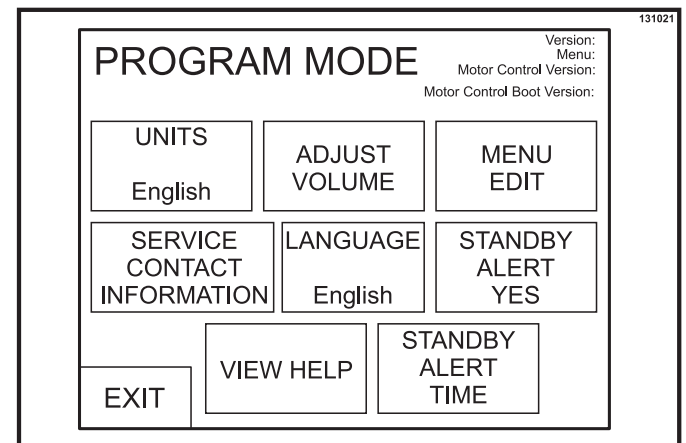 131021
PROGRAM MODE
Version:
Menu:
Motor Control Version:
Motor Control Boot Version:
UNITS
English
ADJUST
VOLUME
MENU
EDIT
SERVICE
CONTACT
INFORMATION
LANGUAGE
English
STANDBY
ALERT
YES
EXIT
VIEW HELP
STANDBY
ALERT
TIME